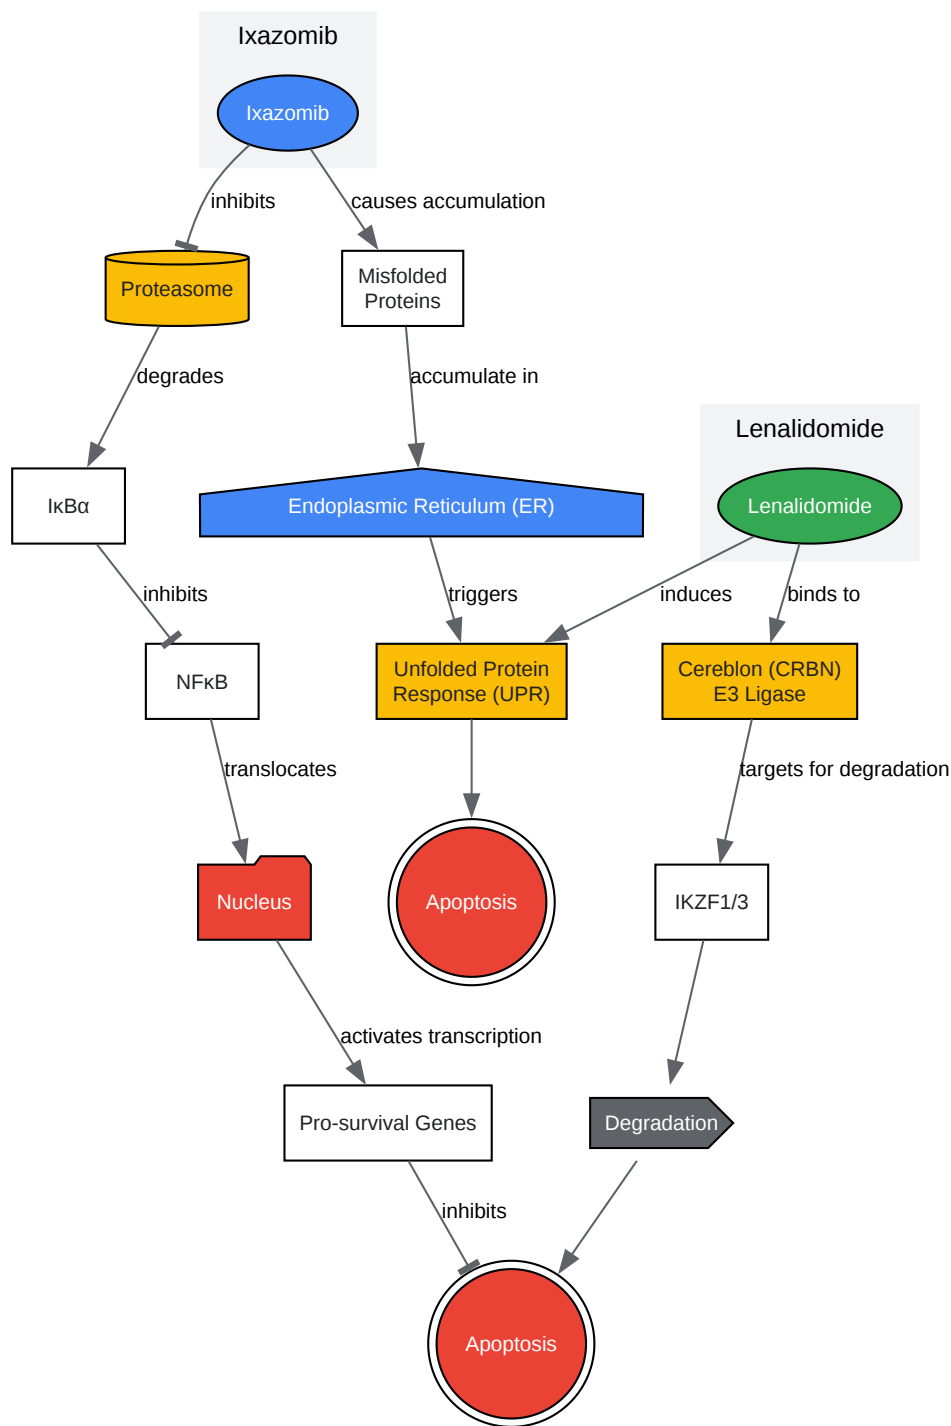 Ixazomib
Ixazomib
inhibits
causes accumulation
Proteasome
Misfolded
Proteins
degrades
accumulate in
Lenalidomide
IκBα
Endoplasmic Reticulum (ER)
Lenalidomide
inhibits
triggers
induces
binds to
NFκB
Unfolded Protein
Response (UPR)
Cereblon (CRBN)
E3 Ligase
translocates
targets for degradation
Nucleus
Apoptosis
IKZF1/3
activates transcription
Pro-survival Genes
Degradation
inhibits
Apoptosis